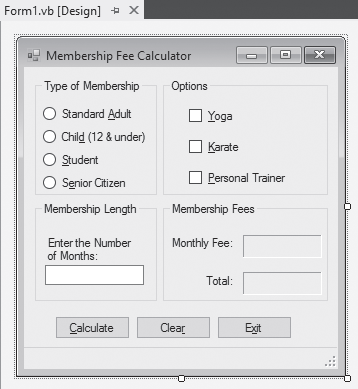 Form1.vb [Design]
Membership Fee Calculator
Type of Membership
Standard Adult
Child (12 & under)
Student
Senior Citizen
Options
Yoga
Karate
Personal Trainer
Membership Length
Enter the Number
of Months:
Membership Fees
Monthly Fee:
Total:
Calculate
Clear
Exit